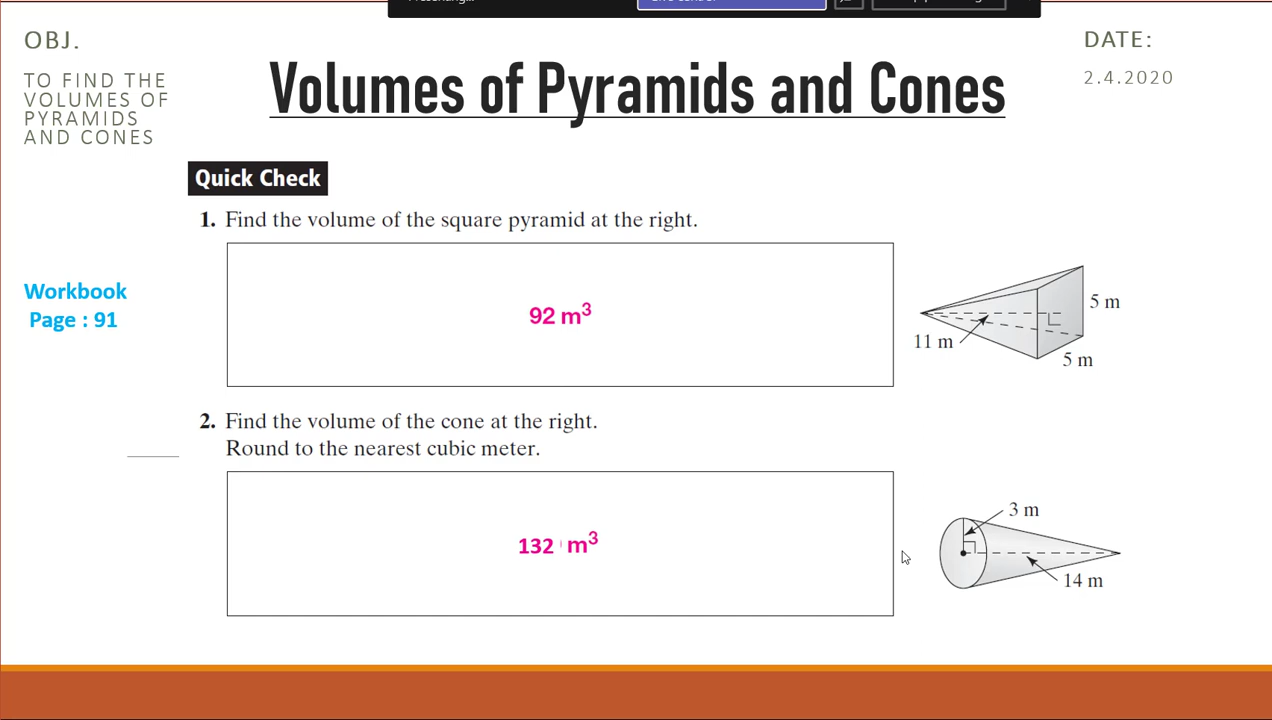 OBJ.
TO FIND THE
VOLUMES OF
PYRAMIDS
AND CONES
Volumes of Pyramids and Cones
DATE:
2.4.2020
Quick Check
1. Find the volume of the square pyramid at the right.
Workbook
Page : 91
92 m³
5 m
11 m
5 m
2. Find the volume of the cone at the right.
Round to the nearest cubic meter.
132 m³
3 m
14 m